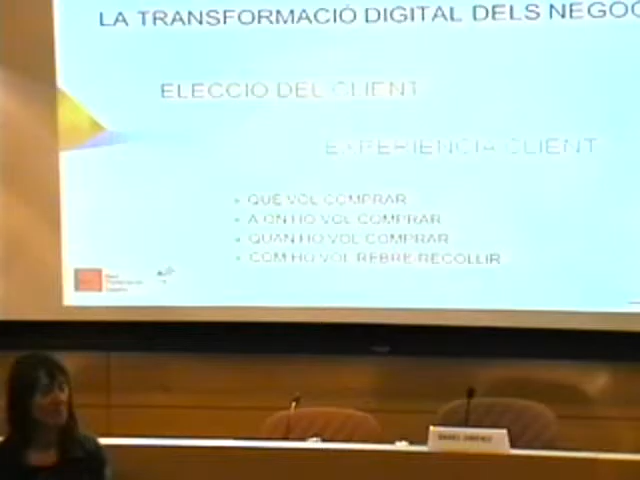 LA TRANSFORMACIÓ DIGITAL DELS NEGOC
ELECCIO DEL CLIENT
EXPERIENCIA CLIENT
• QUE VOL COMPRAR
• A ON HO VOL COMPRAR
• QUAN HO VOL COMPRAR
• COM HO VOL REBRE RECOLLIR